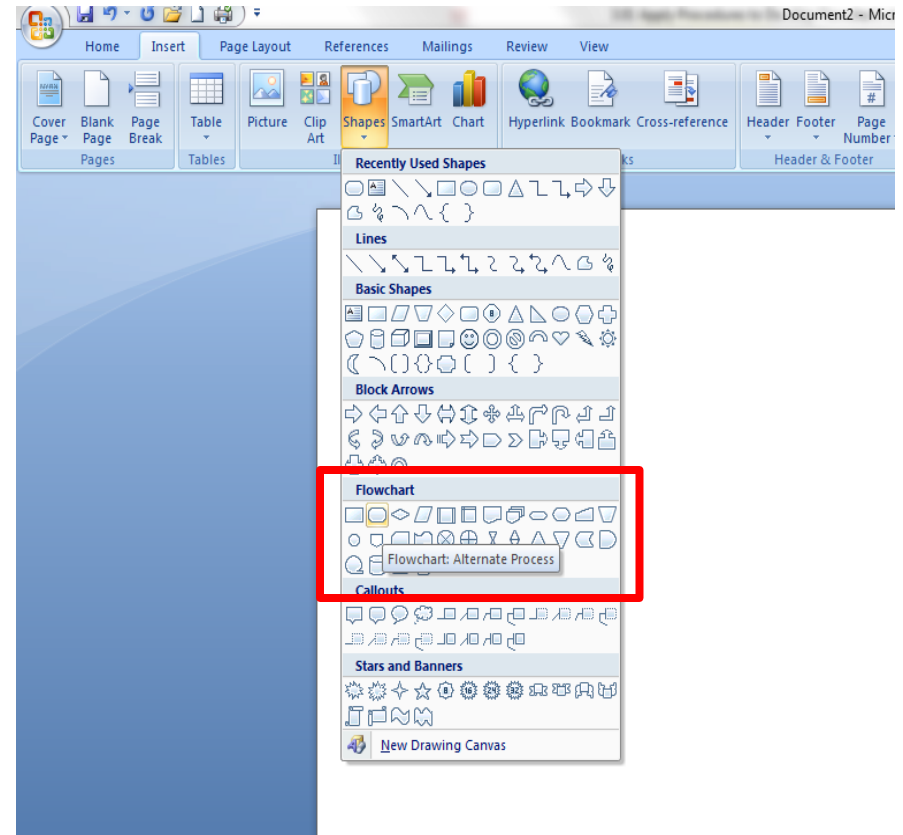 Document2 - Micr
Home Insert Page Layout References Mailings Review View
Cover Page Blank Page Page Break Table Picture Clip Art Shapes SmartArt Chart Hyperlink Bookmark Cross-reference Header Footer Page Number
Pages Tables Il ks Header & Footer
Recently Used Shapes
Lines
Basic Shapes
Block Arrows
Flowchart
Flowchart: Alternate Process
Callouts
Stars and Banners
New Drawing Canvas